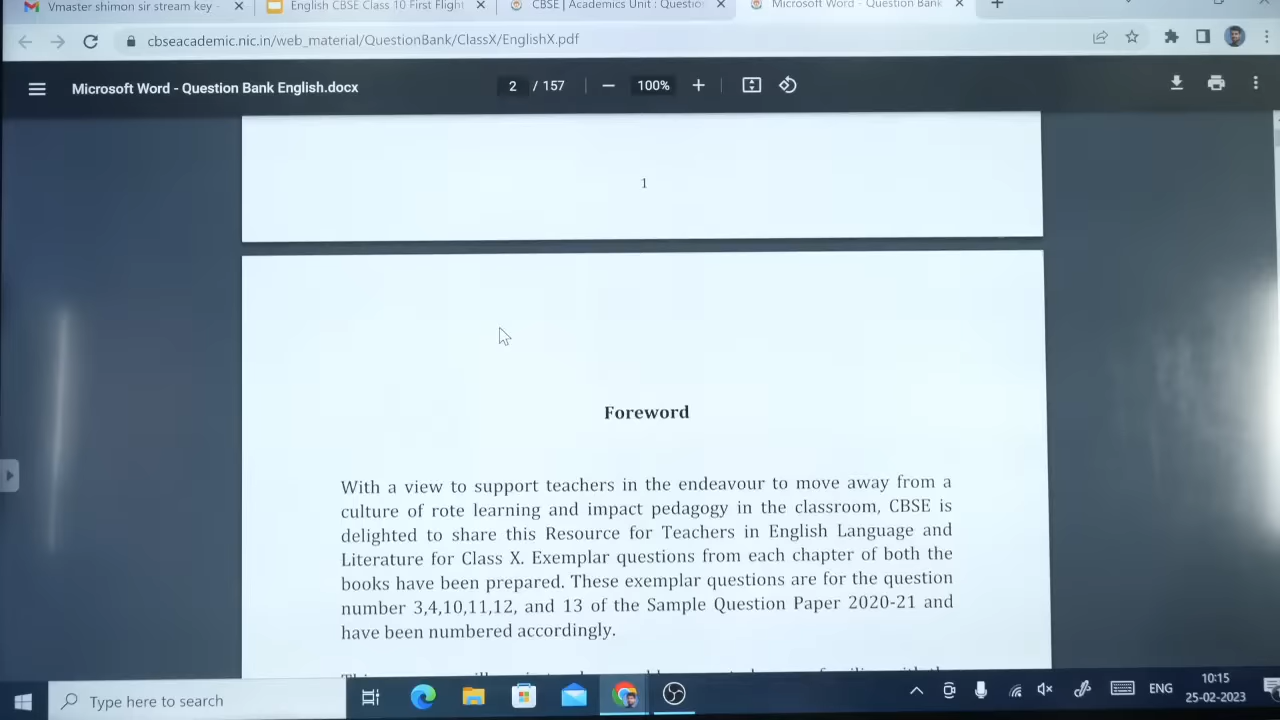 Vmaster shimon sir stream key -
English CBSE Class 10 First Flight
CBSE | Academics Unit : Questio
Microsoft Word - Question Bank
cbseacademic.nic.in/web_material/QuestionBank/ClassX/EnglishX.pdf
Microsoft Word - Question Bank English.docx
2 / 157
100%
1
Foreword
With a view to support teachers in the endeavour to move away from a
culture of rote learning and impact pedagogy in the classroom, CBSE is
delighted to share this Resource for Teachers in English Language and
Literature for Class X. Exemplar questions from each chapter of both the
books have been prepared. These exemplar questions are for the question
number 3,4,10,11,12, and 13 of the Sample Question Paper 2020-21 and
have been numbered accordingly.
Type here to search
ENG
10:15
25-02-2023